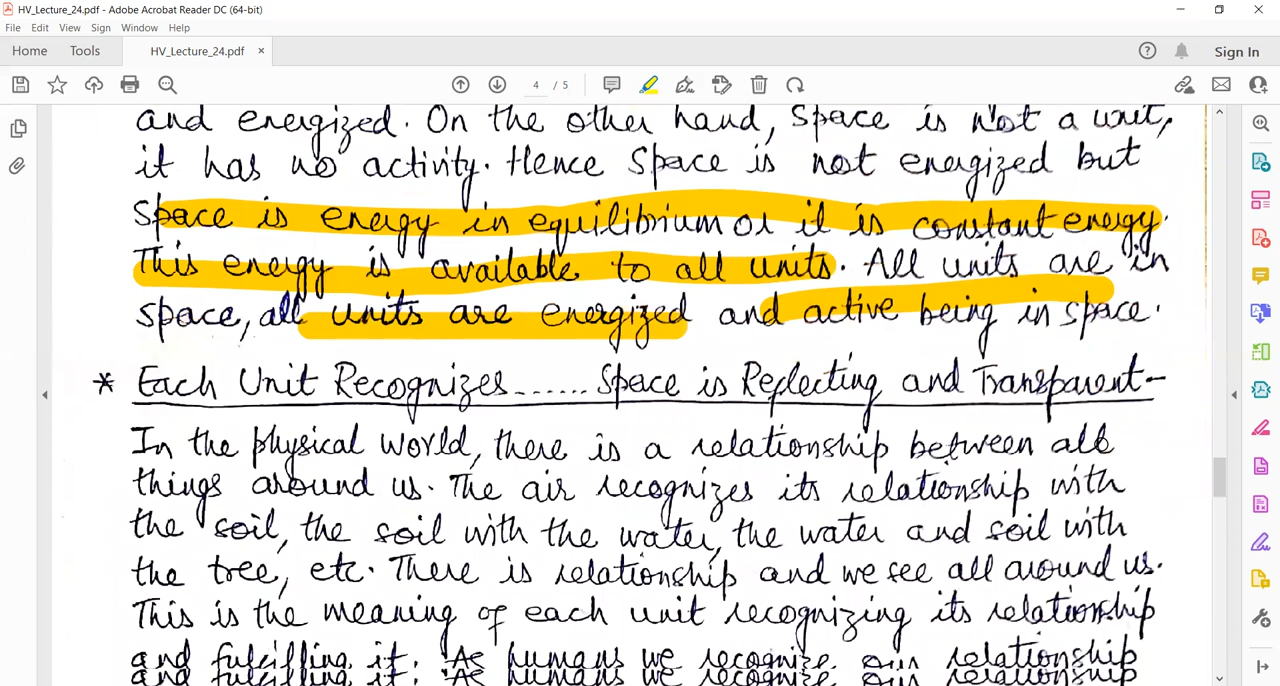 HV_Lecture_24.pdf - Adobe Acrobat Reader DC (64-bit)
File Edit View Sign Window Help
Home Tools HV_Lecture_24.pdf × Sign In
4 / 5
and energized. On the other hand, Space is not a unit,
it has no activity. Hence Space is not energized but
Space is energy in equilibrium or it is constant energy.
This energy is available to all units. All units are in
space, all units are energized and active being in space.
* Each Unit Recognizes...... Space is Reflecting and Transparent-
In the physical world, there is a relationship between all
things around us. The air recognizes its relationship with
the soil, the soil with the water, the water and soil with
the tree, etc. There is relationship and we see all around us.
This is the meaning of each unit recognizing its relationship
and fulfilling it. As humans we recognize our relationship